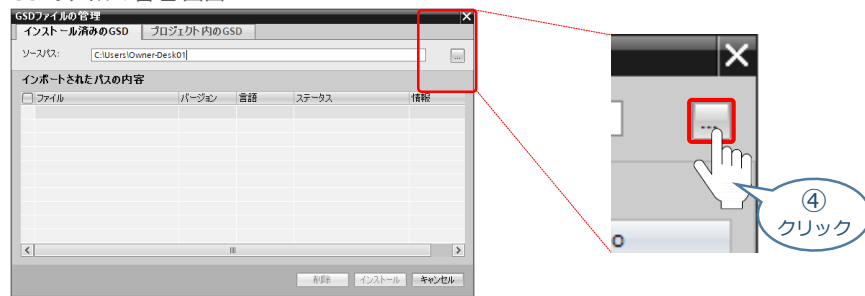 GSDファイルの管理
インストール済みのGSD プロジェクト内のGSD
ソースパス: C:\Users\Owner-Desk01
...
インポートされたパスの内容
ファイル バージョン 言語 ステータス 情報
削除 インストール キャンセル
...
④
クリック